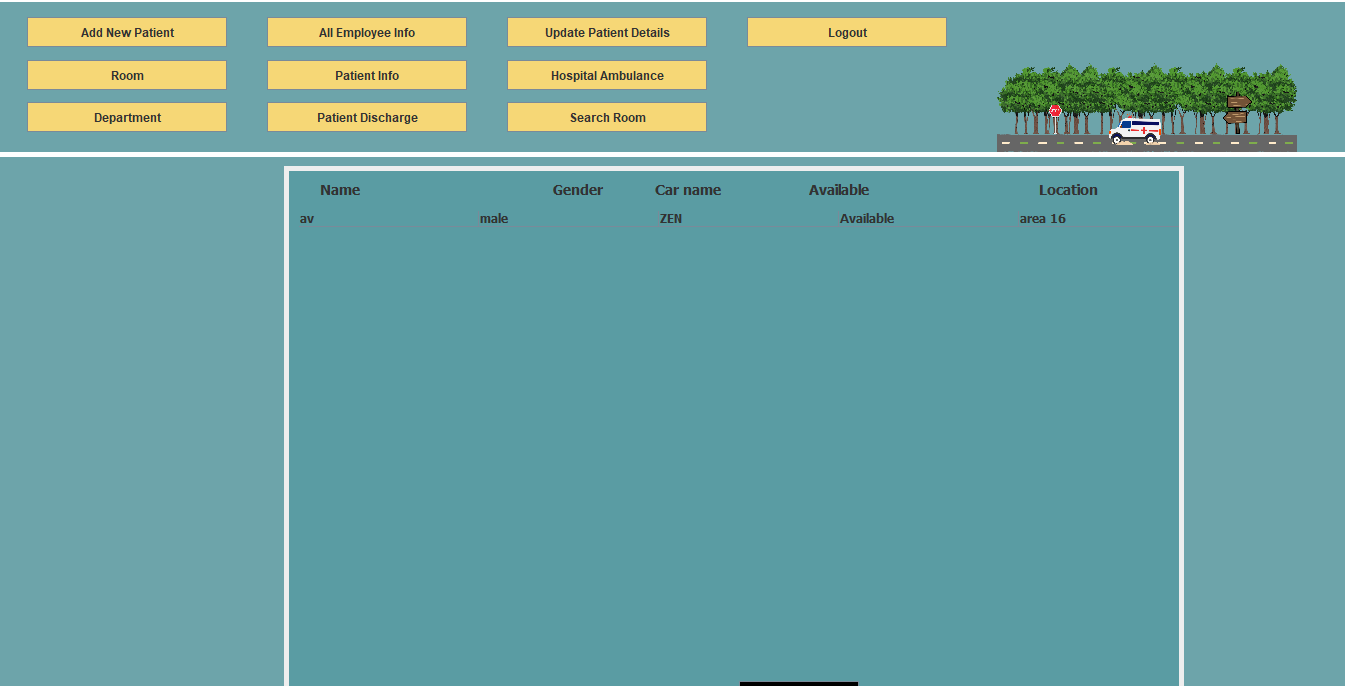 Add New Patient All Employee Info Update Patient Details Logout
Room Patient Info Hospital Ambulance
Department Patient Discharge Search Room
Name Gender Car name Available Location
av male ZEN Available area 16